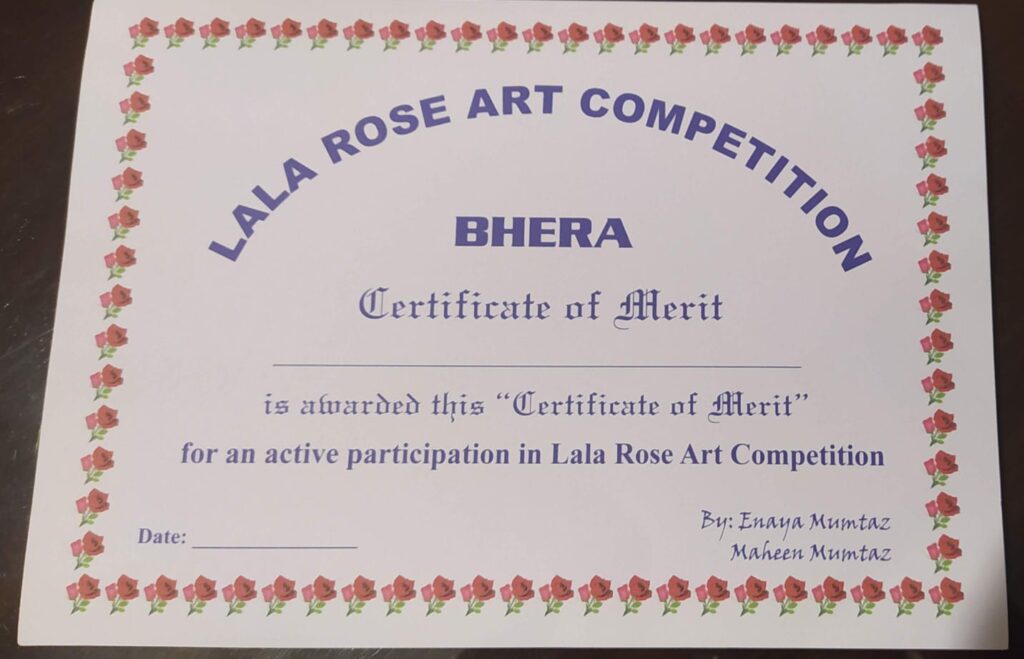 LALA ROSE ART COMPETITION
BHERA
Certificate of Merit
is awarded this “Certificate of Merit”
for an active participation in Lala Rose Art Competition
Date: ____________
By: Enaya Mumtaz
Maheen Mumtaz